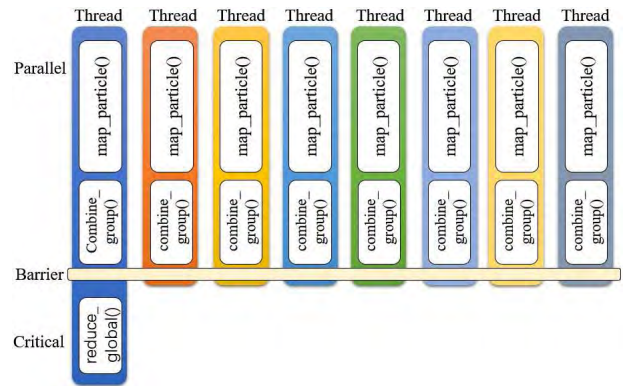 Thread Thread Thread Thread Thread Thread Thread Thread
Parallel
map_particle() map_particle() map_particle() map_particle() map_particle() map_particle() map_particle() map_particle()
Combine_ combine_ combine_ combine_ combine_ combine_ combine_ combine_
group() group() group() group() group() group() group() group()
Barrier
Critical
reduce_
global()